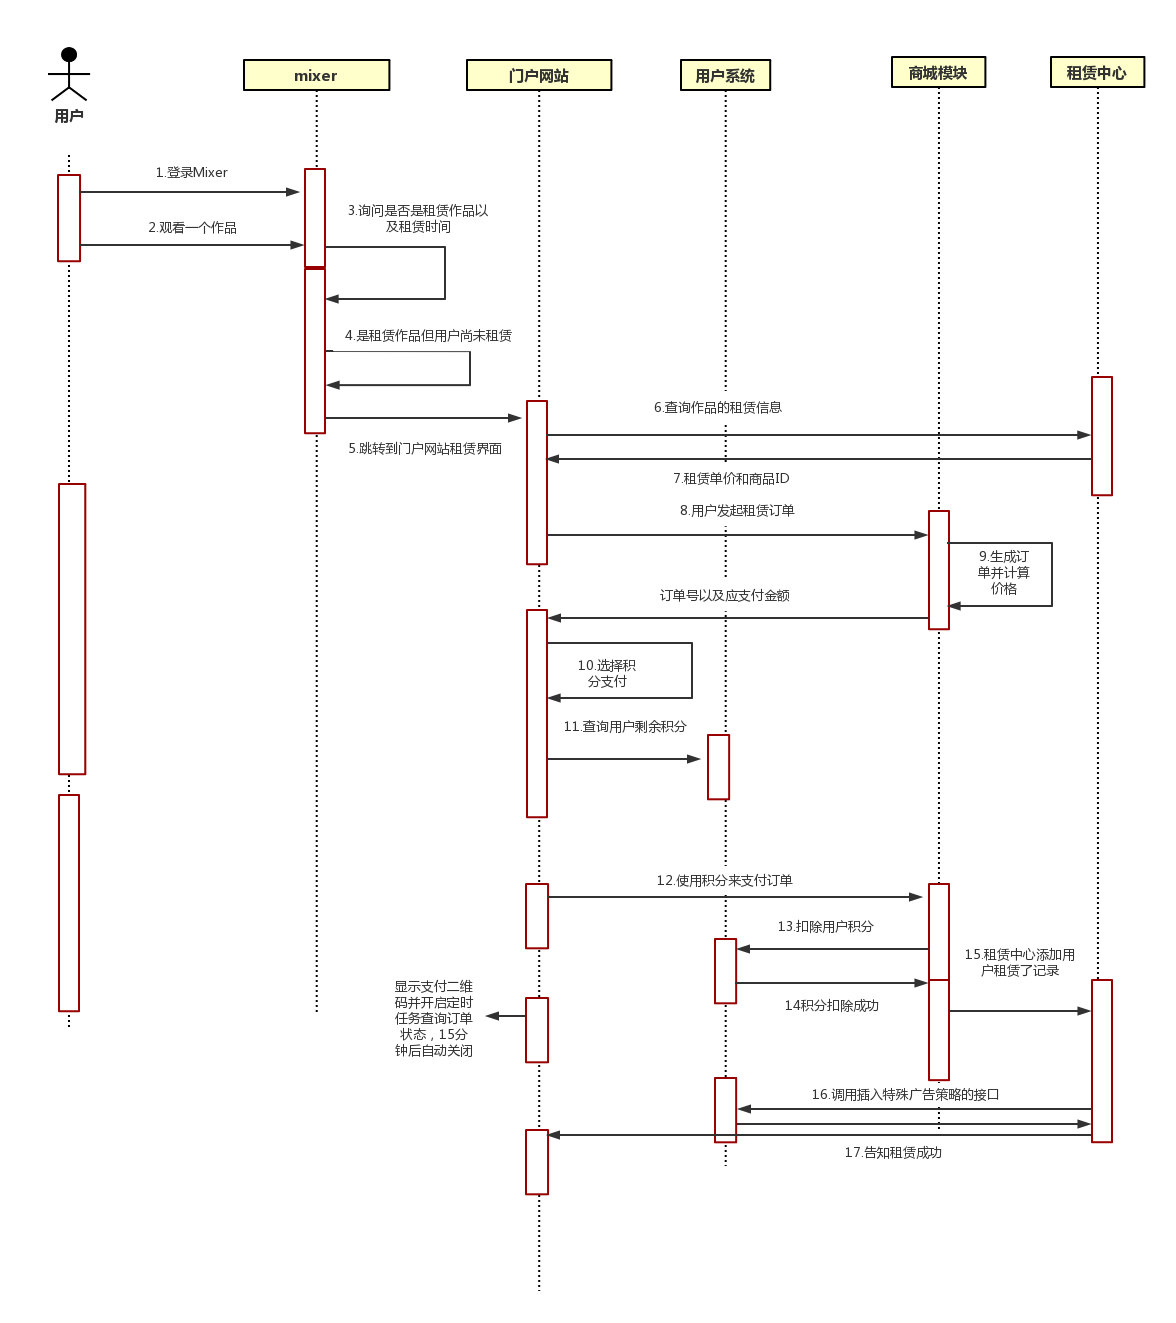 用户
mixer
门户网站
用户系统
商城模块
租赁中心
1.登录Mixer
2.观看一个作品
3.询问是否是租赁作品以
及租赁时间
4.是租赁作品但用户尚未租赁
5.跳转到门户网站租赁界面
6.查询作品的租赁信息
7.租赁单价和商品ID
8.用户发起租赁订单
9.生成订
单并计算
价格
订单号以及应支付金额
10.选择积
分支付
11.查询用户剩余积分
12.使用积分来支付订单
13.扣除用户积分
14积分扣除成功
15.租赁中心添加用
户租赁了记录
显示支付二维
码并开启定时
任务查询订单
状态，15分
钟后自动关闭
16.调用插入特殊广告策略的接口
17.告知租赁成功